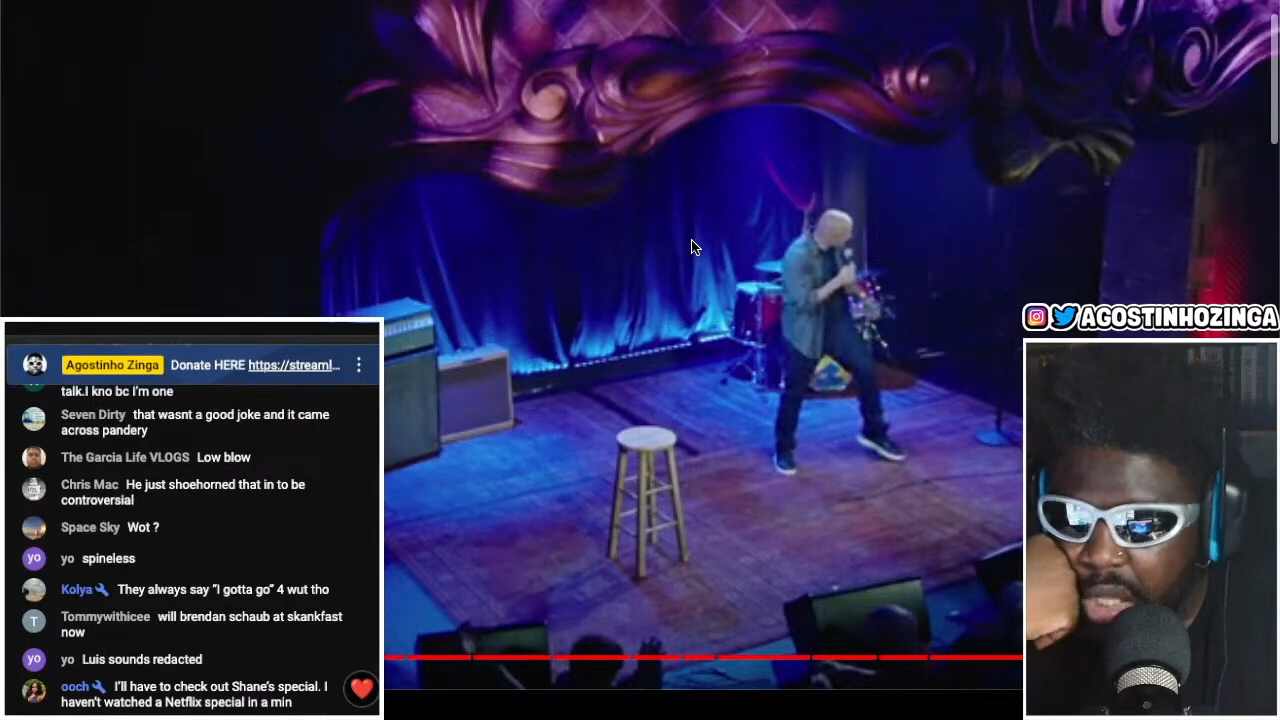 AGOSTINHOZINGA
Agostinho Zinga Donate HERE https://streaml...
talk.I kno bc I'm one
Seven Dirty that wasnt a good joke and it came
across pandery
The Garcia Life VLOGS Low blow
Chris Mac He just shoehorned that in to be
controversial
Space Sky Wot ?
yo yo spineless
Kolya They always say “I gotta go” 4 wut tho
T Tommywithicee will brendan schaub at skankfast
now
yo yo Luis sounds redacted
ooch I’ll have to check out Shane’s special. I
haven’t watched a Netflix special in a min